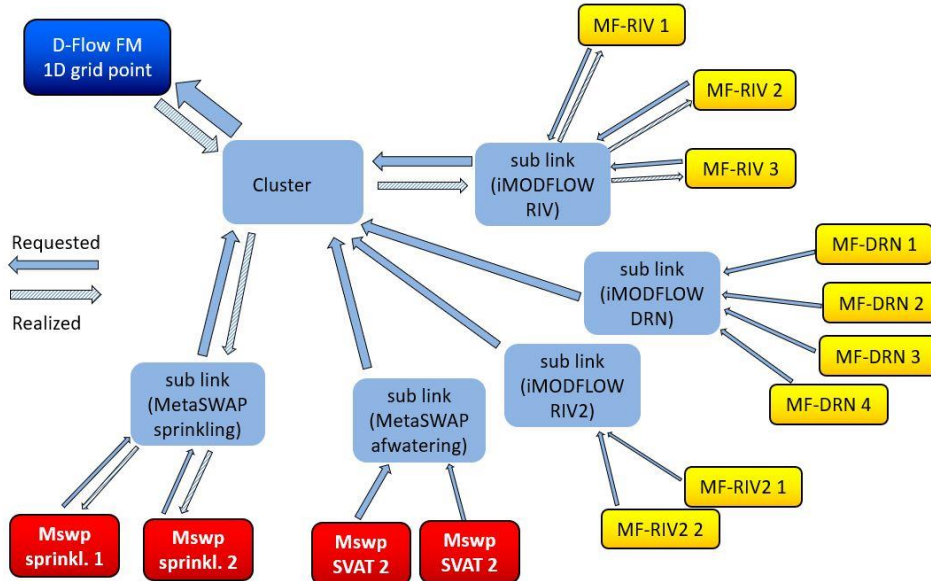 D-Flow FM
1D grid point
MF-RIV 1
MF-RIV 2
MF-RIV 3
Cluster
sub link
(iMODFLOW
RIV)
Requested
Realized
MF-DRN 1
MF-DRN 2
MF-DRN 3
MF-DRN 4
sub link
(iMODFLOW
DRN)
sub link
(iMODFLOW
RIV2)
sub link
(MetaSWAP
sprinkling)
sub link
(MetaSWAP
afwatering)
MF-RIV2 1
MF-RIV2 2
Mswp
sprinkl. 1
Mswp
sprinkl. 2
Mswp
SVAT 2
Mswp
SVAT 2